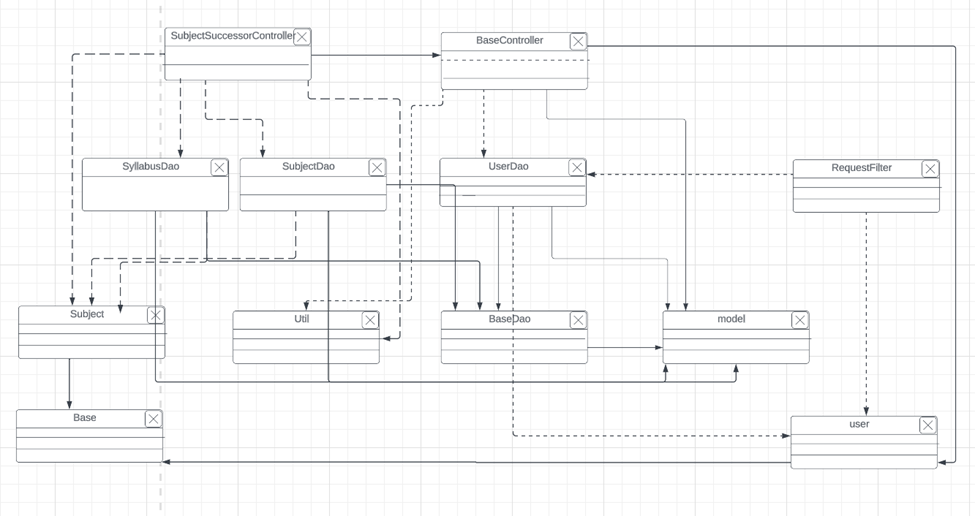 SubjectSuccessorController
BaseController
SyllabusDao
SubjectDao
UserDao
RequestFilter
Subject
Util
BaseDao
model
Base
user